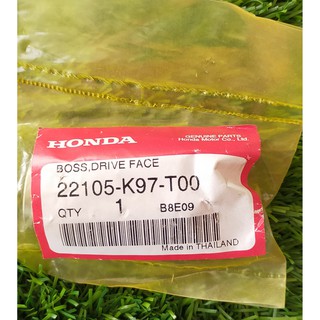 HONDA
GENUINE PARTS
Honda Motor Co., Ltd.
BOSS,DRIVE FACE
22105-K97-T00
QTY 1 B8E09
Made in THAILAND